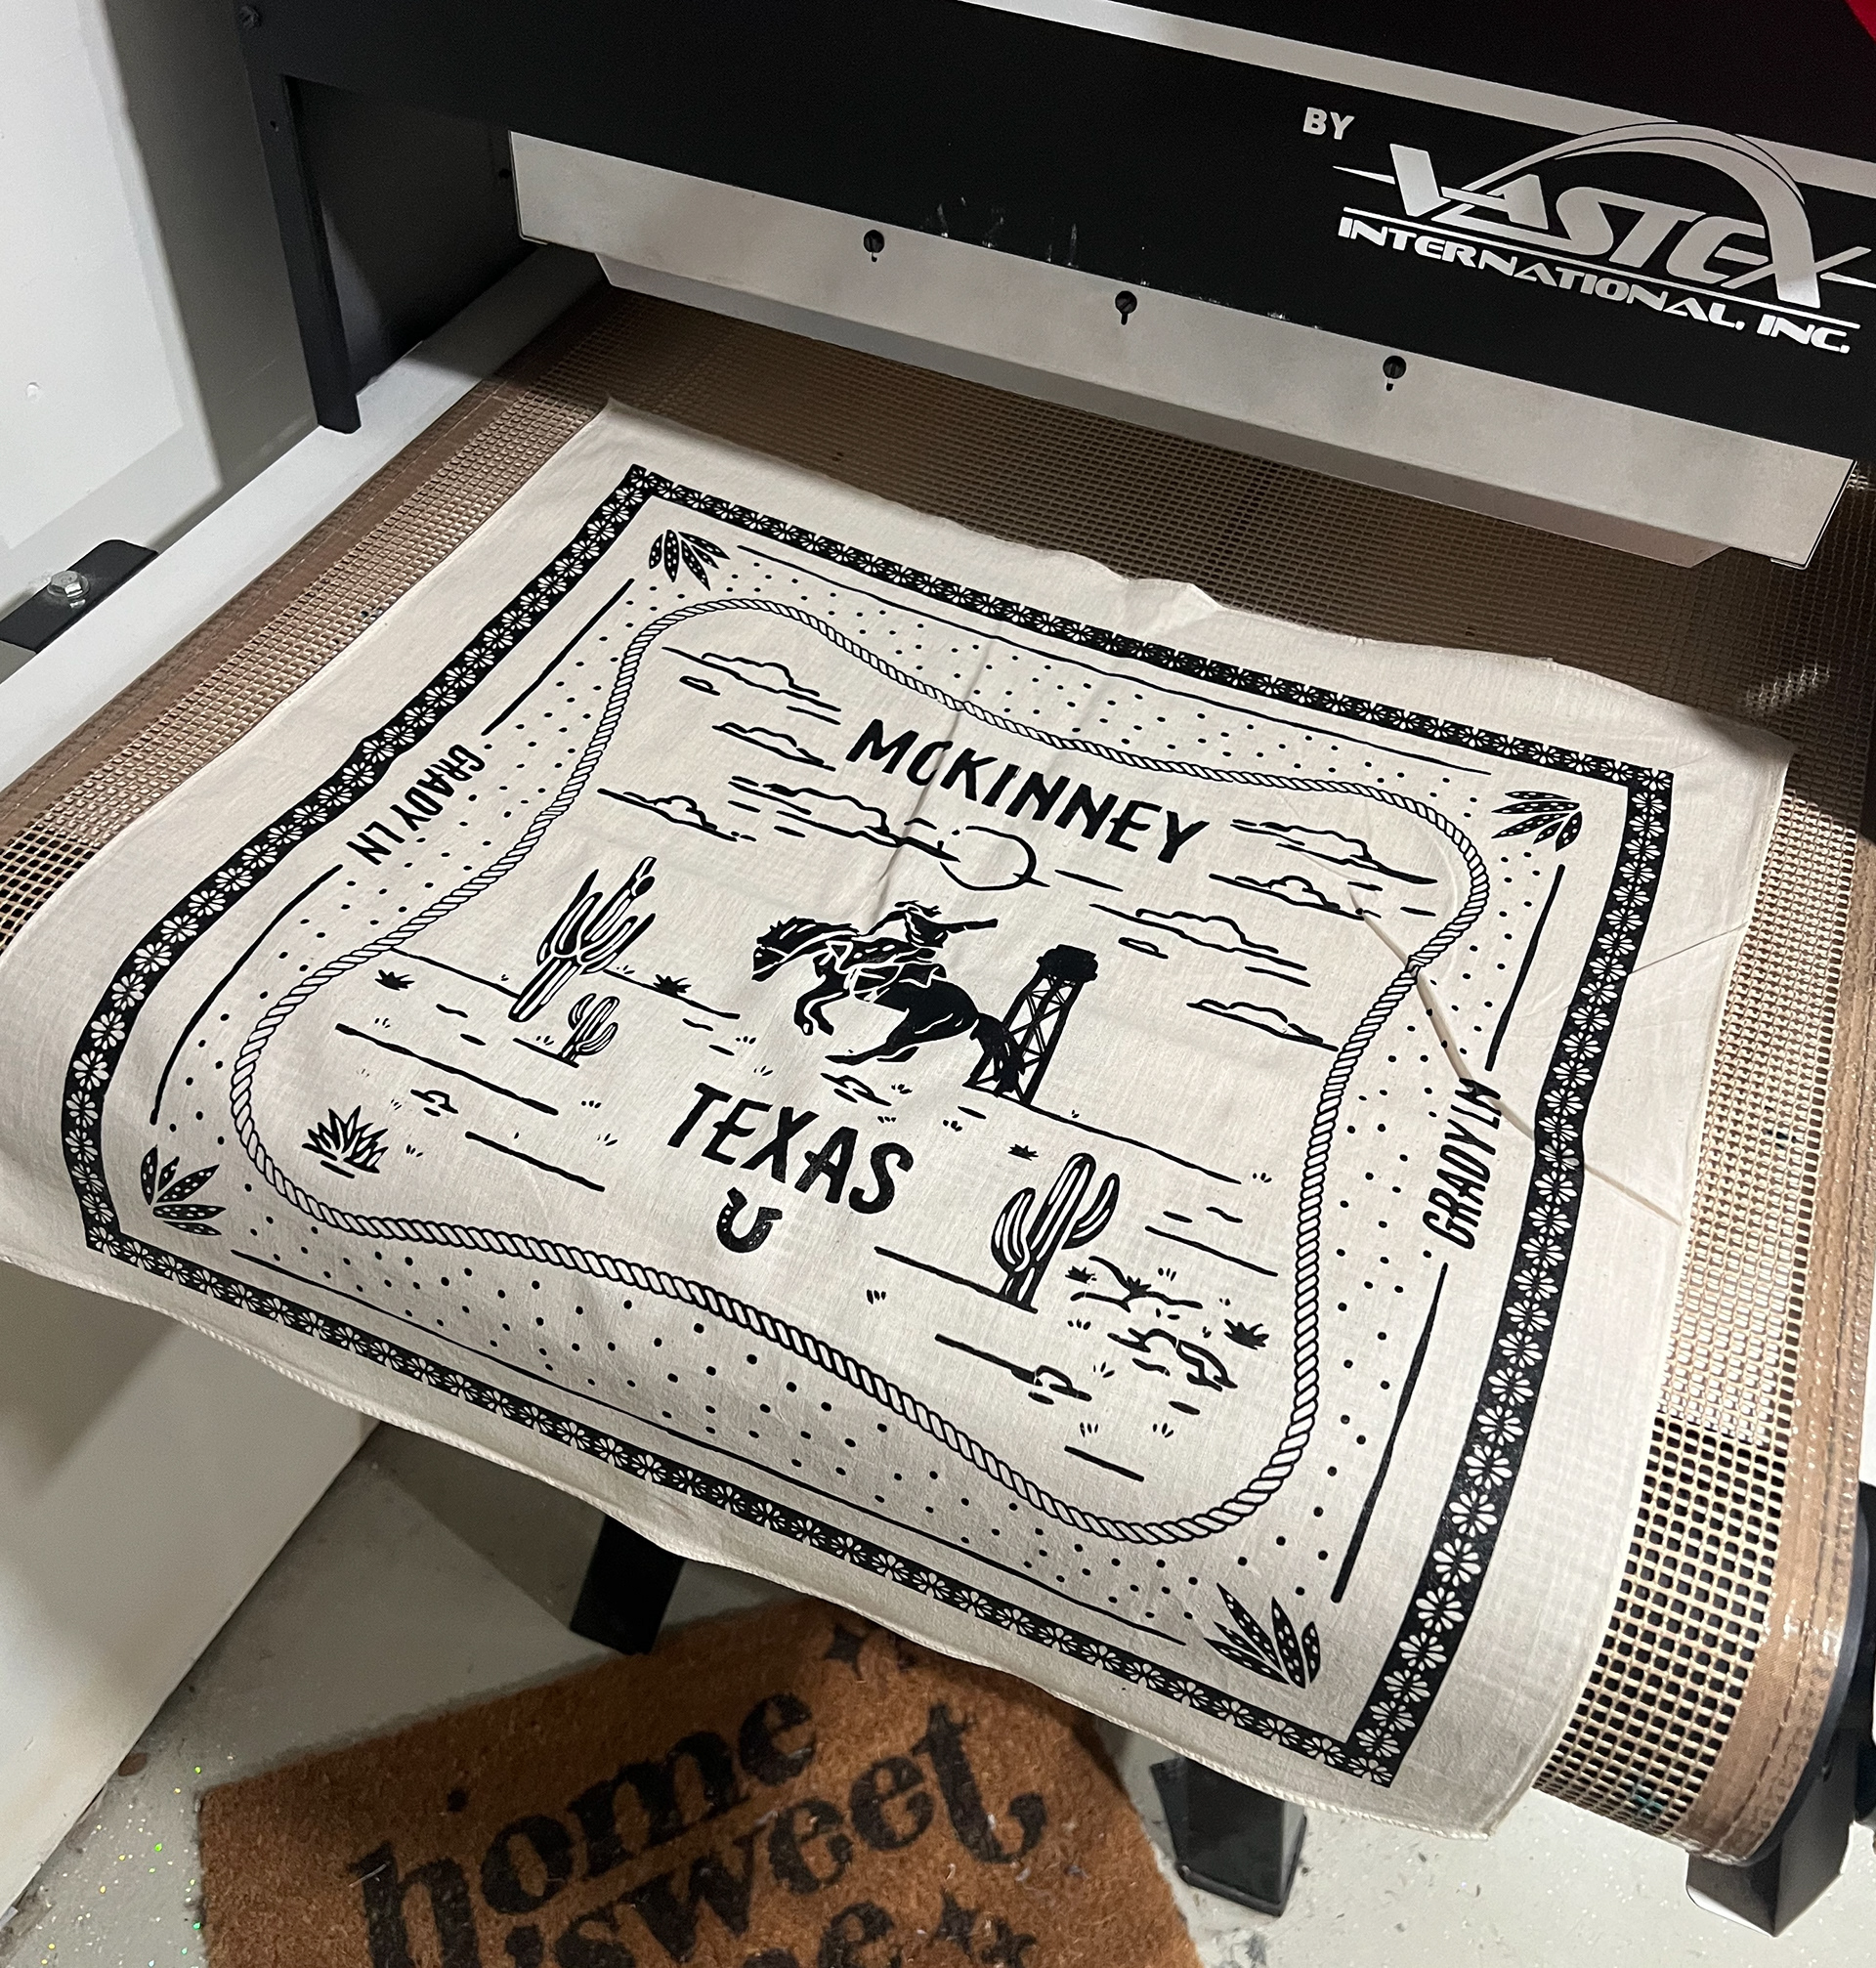 BY
VASTEX
INTERNATIONAL, INC.
MCKINNEY
GRADY LN
TEXAS
GRADY LN
home
sweet